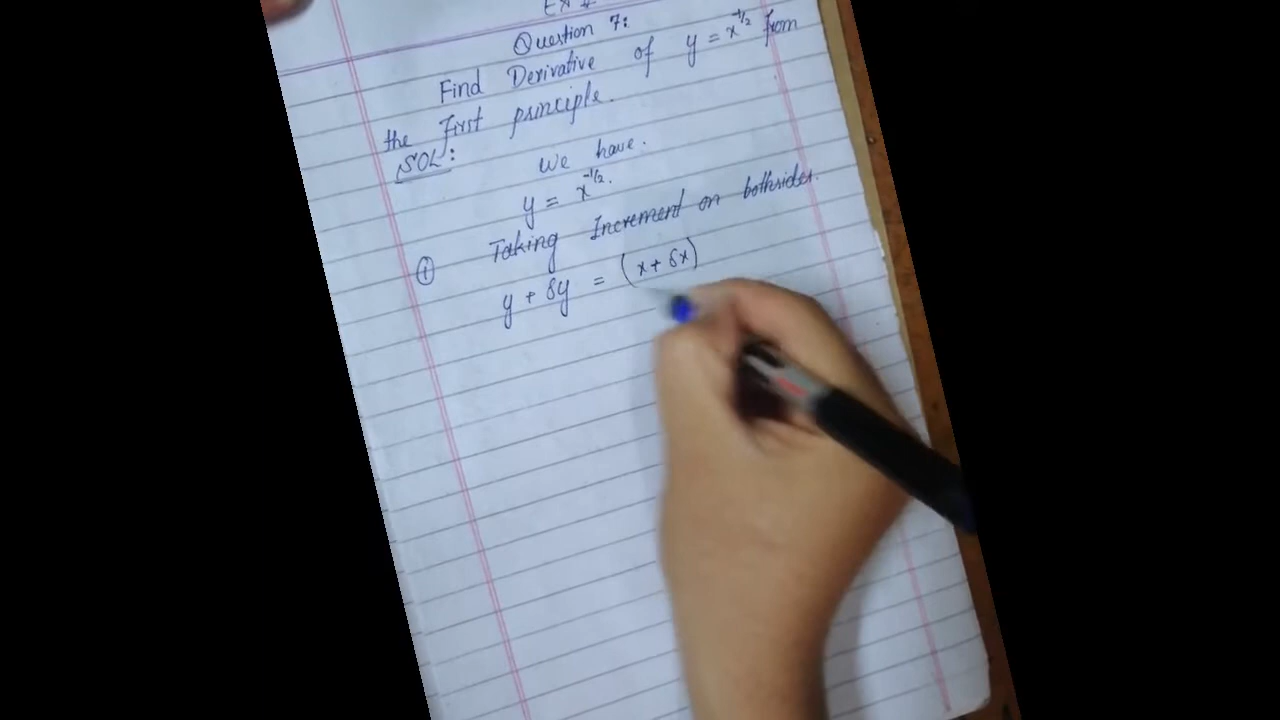 Question 7:
Find Derivative of y = x^-1/2 from
the First principle.
SOL:
We have.
y = x^-1/2.
① Taking Increment on bothsides.
y + δy = (x + δx)